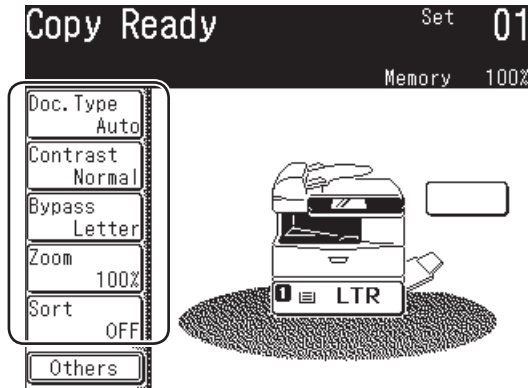 Copy Ready
Set 01
Memory 100%
Doc.Type
Auto
Contrast
Normal
Bypass
Letter
Zoom
100%
Sort
OFF
Others
1 LTR